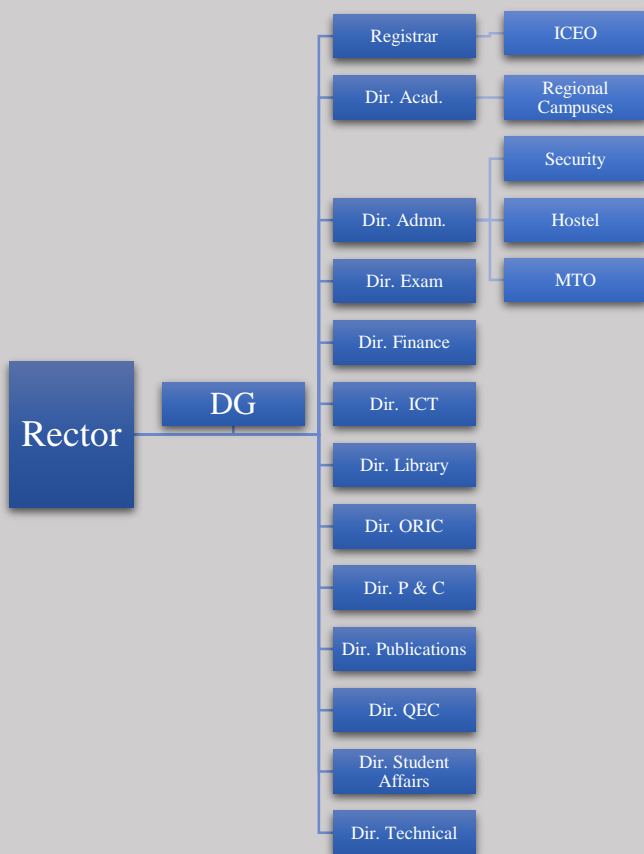 Rector
DG
Registrar
ICEO
Dir. Acad.
Regional
Campuses
Dir. Admn.
Security
Hostel
MTO
Dir. Exam
Dir. Finance
Dir. ICT
Dir. Library
Dir. ORIC
Dir. P & C
Dir. Publications
Dir. QEC
Dir. Student
Affairs
Dir. Technical